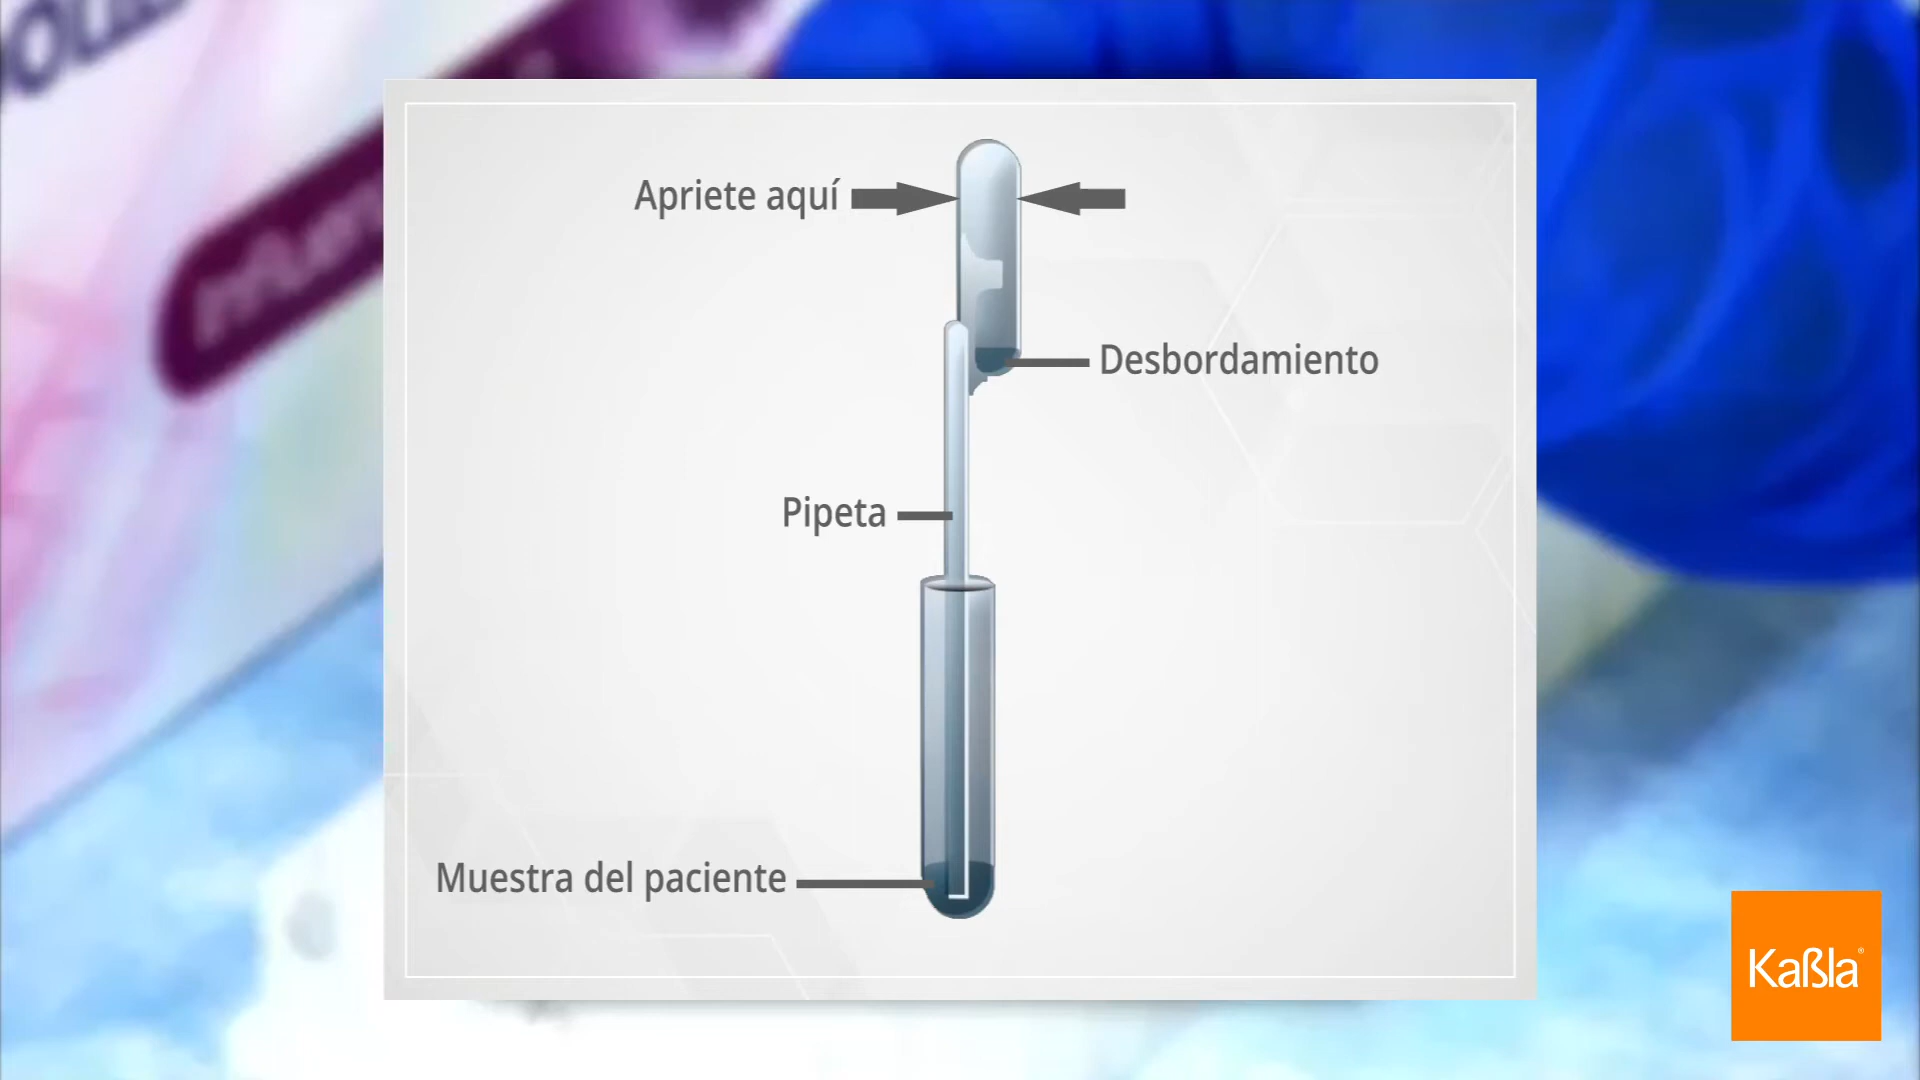 Apriete aquí
Desbordamiento
Pipeta
Muestra del paciente
Kaßla